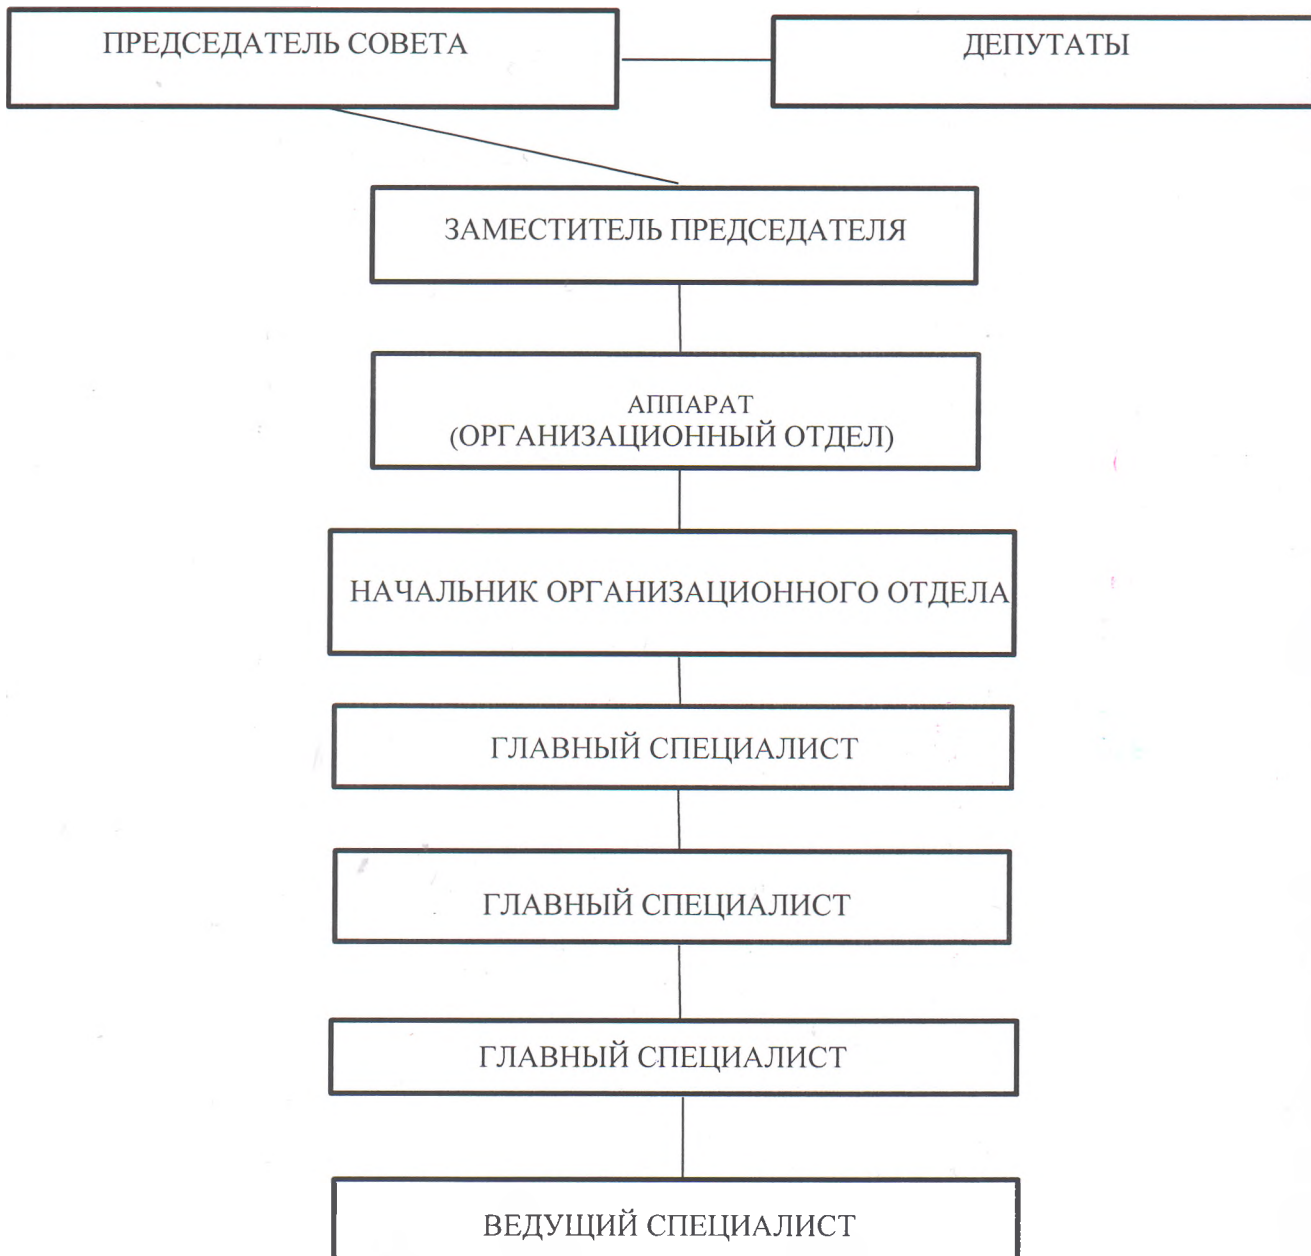 ПРЕДСЕДАТЕЛЬ СОВЕТА
ДЕПУТАТЫ
ЗАМЕСТИТЕЛЬ ПРЕДСЕДАТЕЛЯ
АППАРАТ
(ОРГАНИЗАЦИОННЫЙ ОТДЕЛ)
НАЧАЛЬНИК ОРГАНИЗАЦИОННОГО ОТДЕЛА
ГЛАВНЫЙ СПЕЦИАЛИСТ
ГЛАВНЫЙ СПЕЦИАЛИСТ
ГЛАВНЫЙ СПЕЦИАЛИСТ
ВЕДУЩИЙ СПЕЦИАЛИСТ